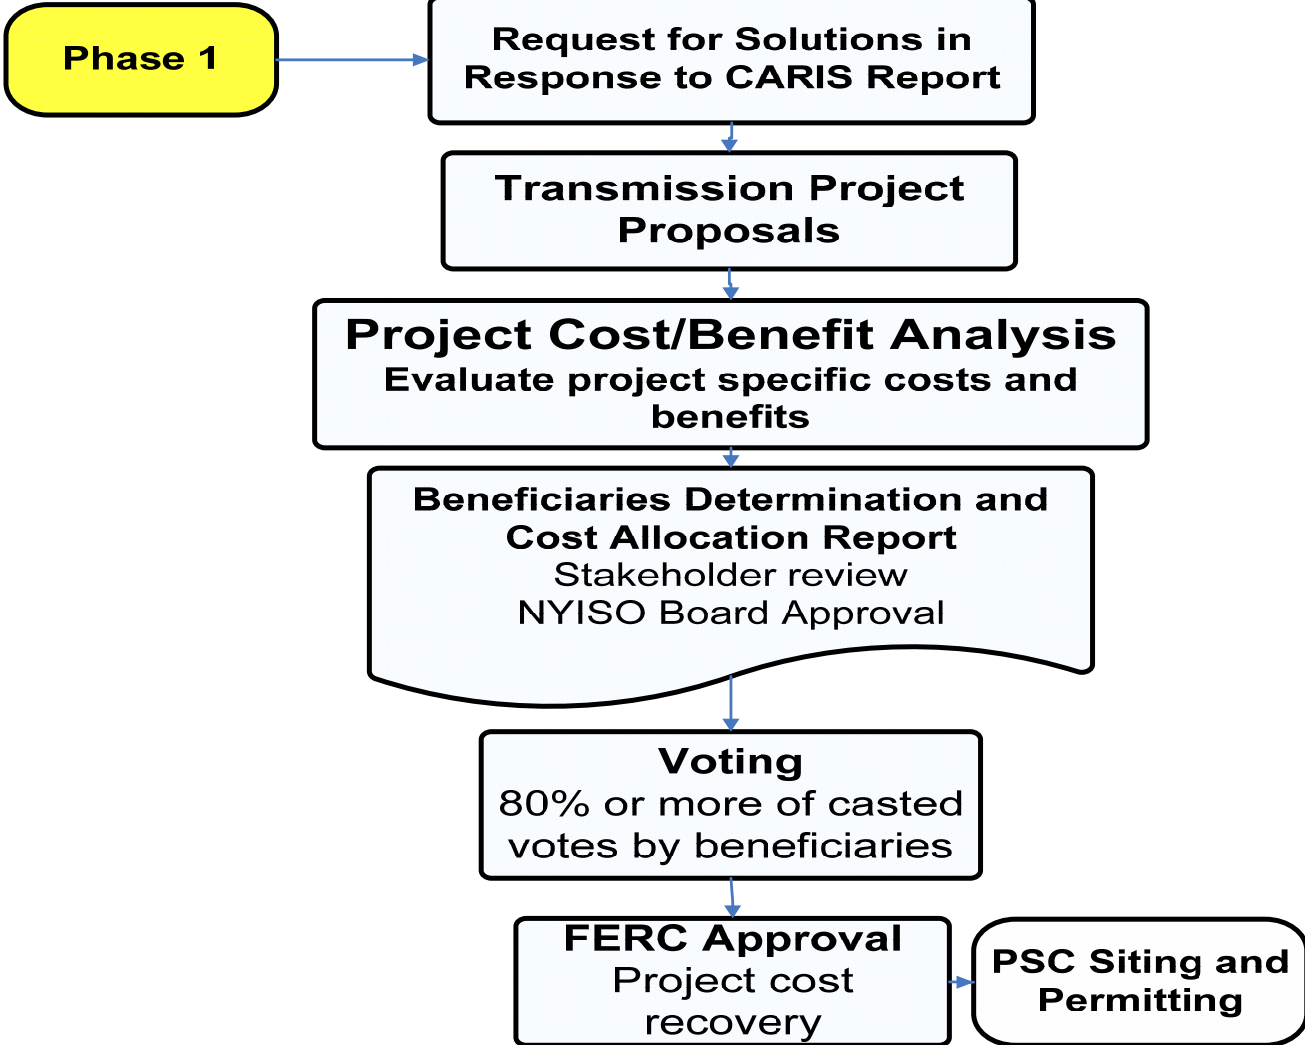 Phase 1
Request for Solutions in
Response to CARIS Report
Transmission Project
Proposals
Project Cost/Benefit Analysis
Evaluate project specific costs and
benefits
Beneficiaries Determination and
Cost Allocation Report
Stakeholder review
NYISO Board Approval
Voting
80% or more of casted
votes by beneficiaries
FERC Approval
Project cost
recovery
PSC Siting and
Permitting